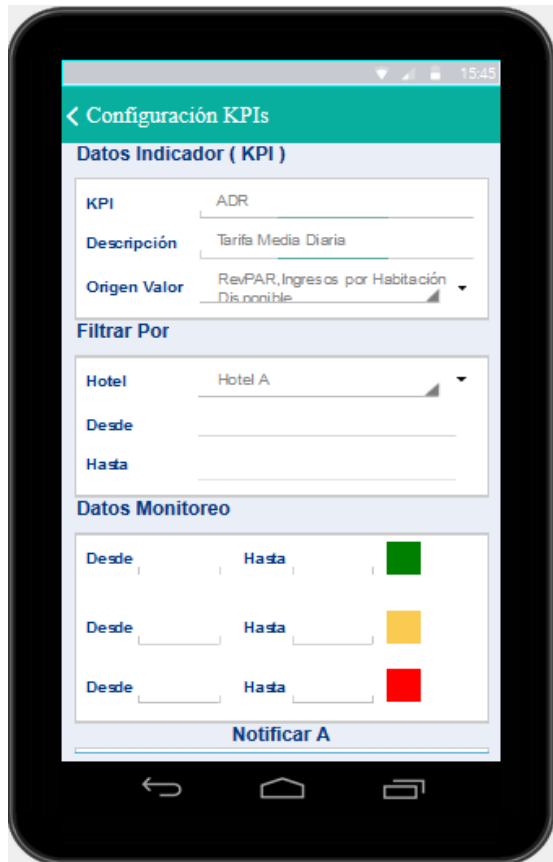 15:45
Configuración KPIs
Datos Indicador ( KPI )
KPI ADR
Descripción Tarifa Media Diaria
Origen Valor RevPAR,Ingresos por Habitación
Disponible
Filtrar Por
Hotel Hotel A
Desde
Hasta
Datos Monitoreo
Desde Hasta
Desde Hasta
Desde Hasta
Notificar A